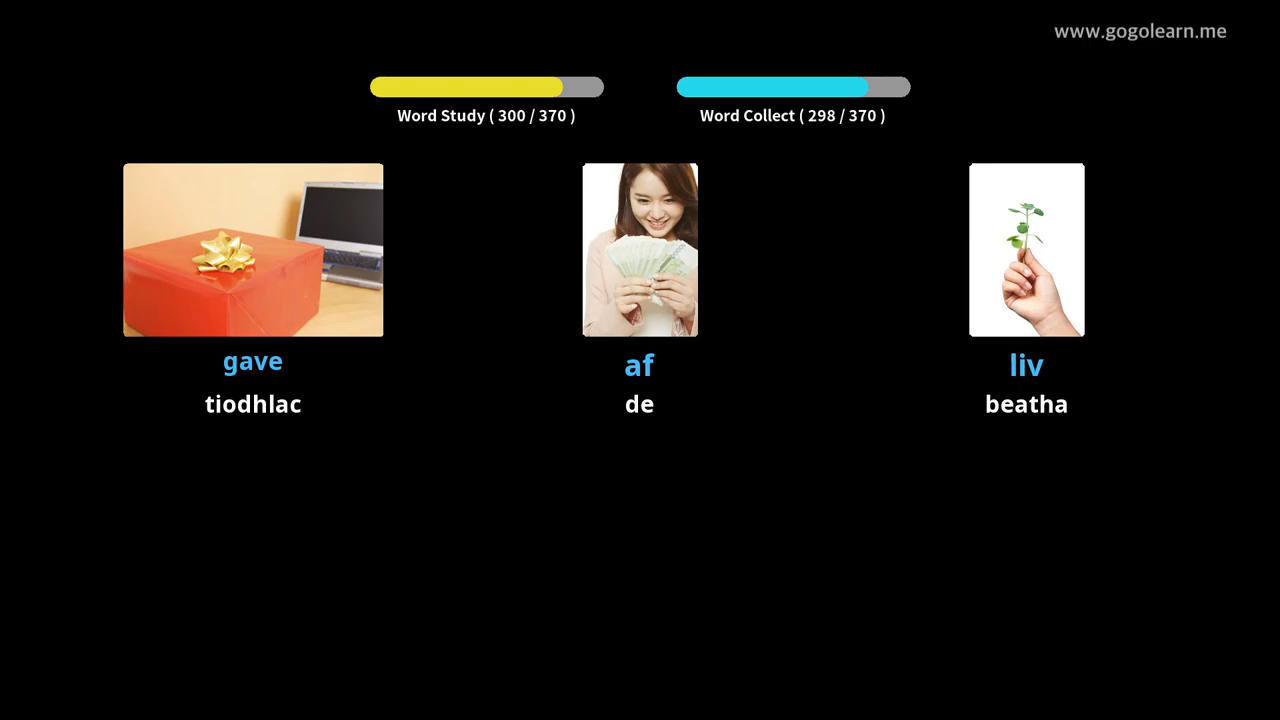 www.gogolearn.me
Word Study ( 300 / 370 )
Word Collect ( 298 / 370 )
gave
af
liv
tiodhlac
de
beatha